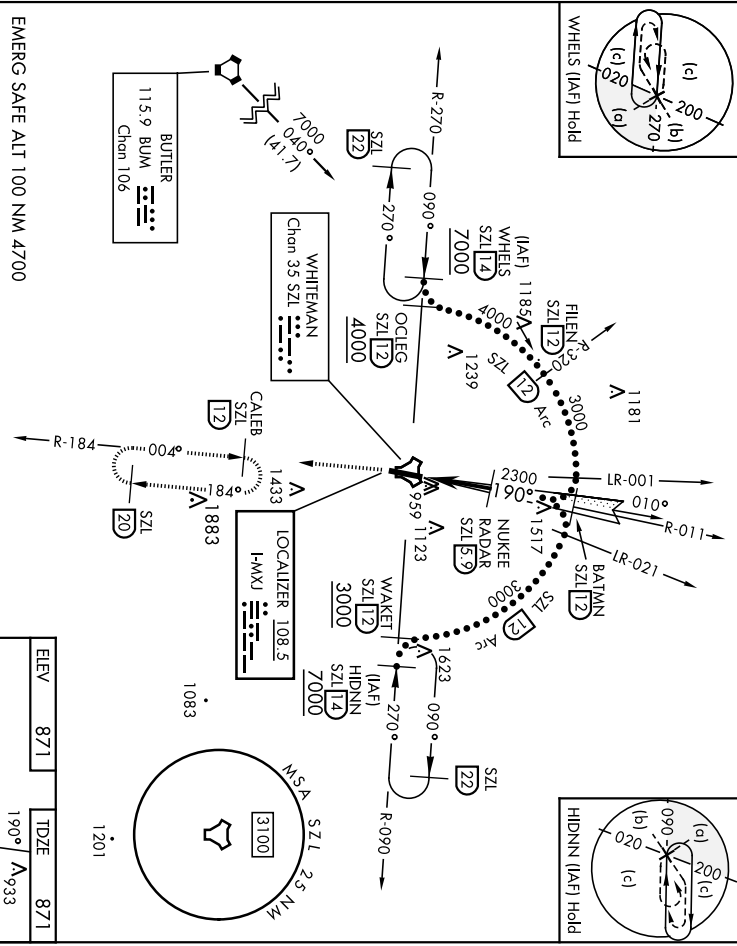 WHELS (IAF) Hold
(c)
(c)
020
200
(a)
270
(b)
HIDNN (IAF) Hold
090
(a)
(b)
020
200
(c)
(c)
EMERG SAFE ALT 100 NM 4700
BUTLER
115.9 BUM
Chan 106
7000
040°
(41.7)
R-270
SZL
22
090°
270°
(IAF)
WHELS
SZL 14
7000
OCLEG
SZL 12
4000
4000
1185
FILEN
SZL 12
R-320
SZL 12 Arc
1239
1181
3000
WHITEMAN
Chan 35 SZL
CALEB
SZL
12
R-184
004°
184°
SZL
20
1433
1883
2300
190°
LR-001
010°
R-011
LR-021
1517
BATMN
SZL 12
NUKEE
RADAR
SZL 5.9
959
1123
LOCALIZER 108.5
I-MXJ
3000
SZL 12 Arc
WAKET
SZL 12
3000
1623
(IAF)
HIDNN
SZL 14
7000
090°
270°
SZL
22
R-090
1083
MSA SZL 25 NM
3100
1201
ELEV 871
TDZE 871
190°
933